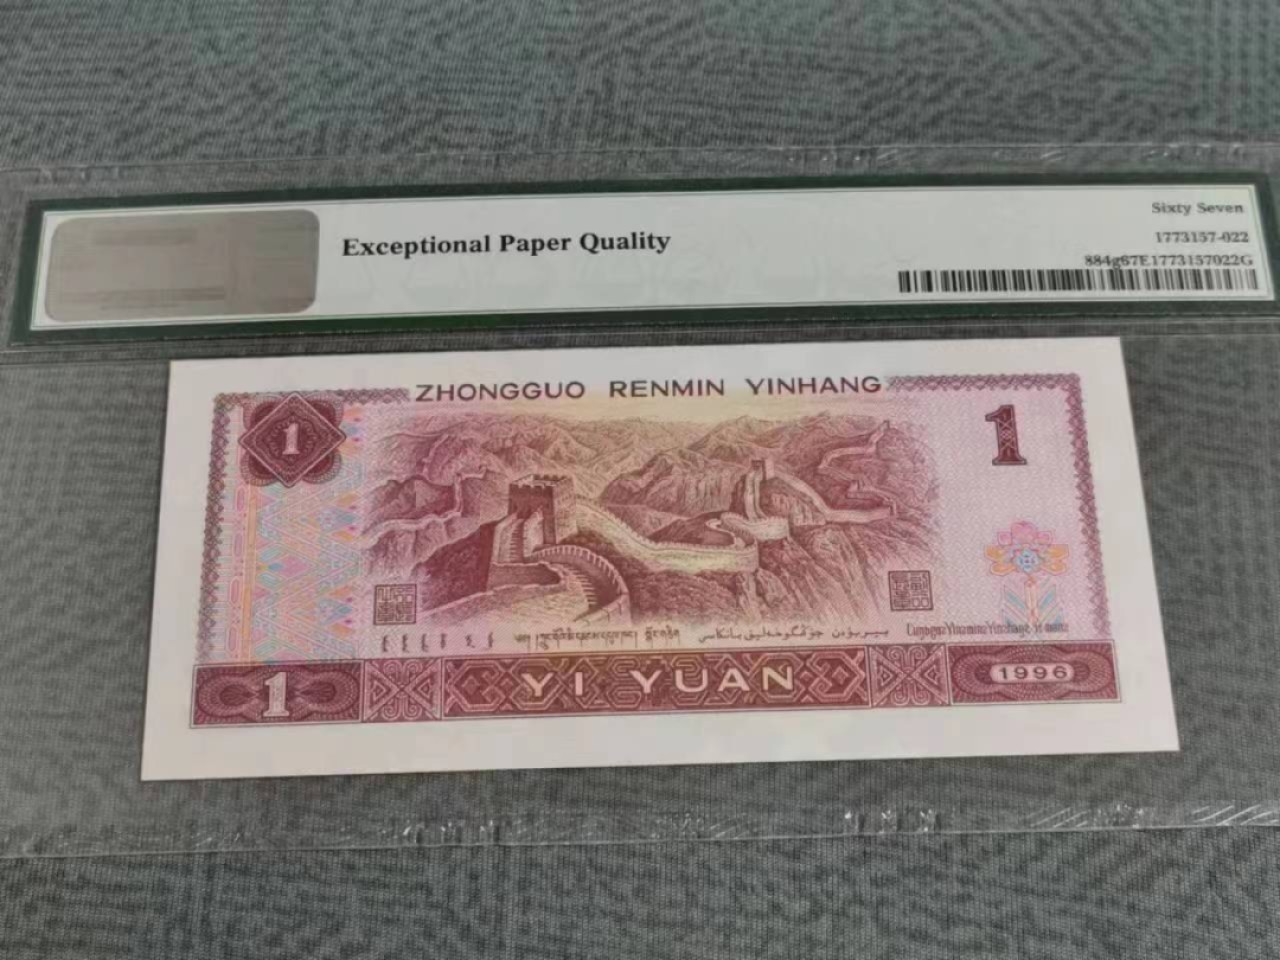 Exceptional Paper Quality
Sixty Seven
1773157-022
884g67E1773157022G
ZHONGGUO RENMIN YINHANG
1
1
1
YI YUAN
1996